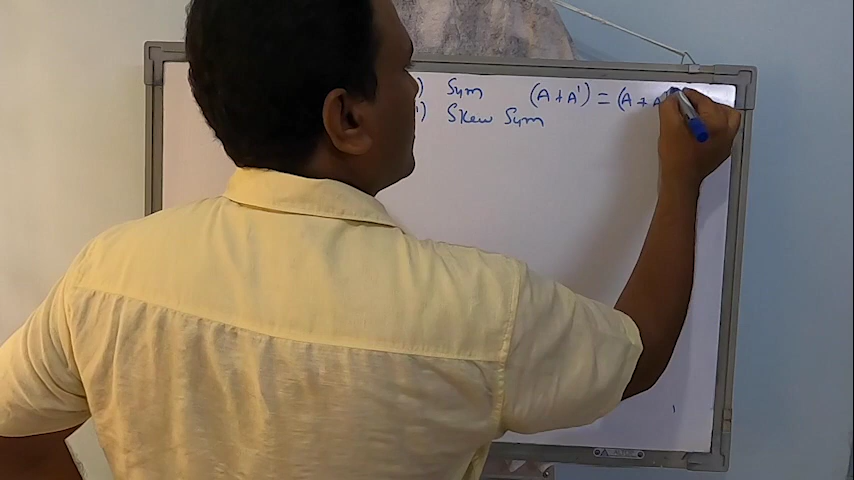 ) Sym (A + A') = (A + A'
') Skew Sym